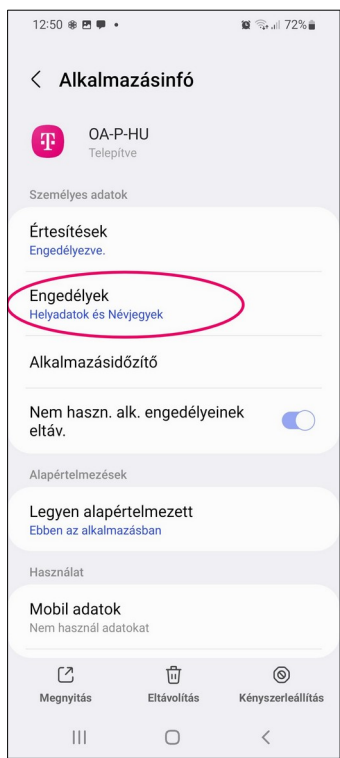 12:50 72%
Alkalmazásinfó
T
OA-P-HU
Telepítve
Személyes adatok
Értesítések
Engedélyezve.
Engedélyek
Helyadatok és Névjegyek
Alkalmazásidőzítő
Nem haszn. alk. engedélyeinek
eltáv.
Alapértelmezések
Legyen alapértelmezett
Ebben az alkalmazásban
Használat
Mobil adatok
Nem használ adatokat
Megnyitás Eltávolítás Kényszerleállítás